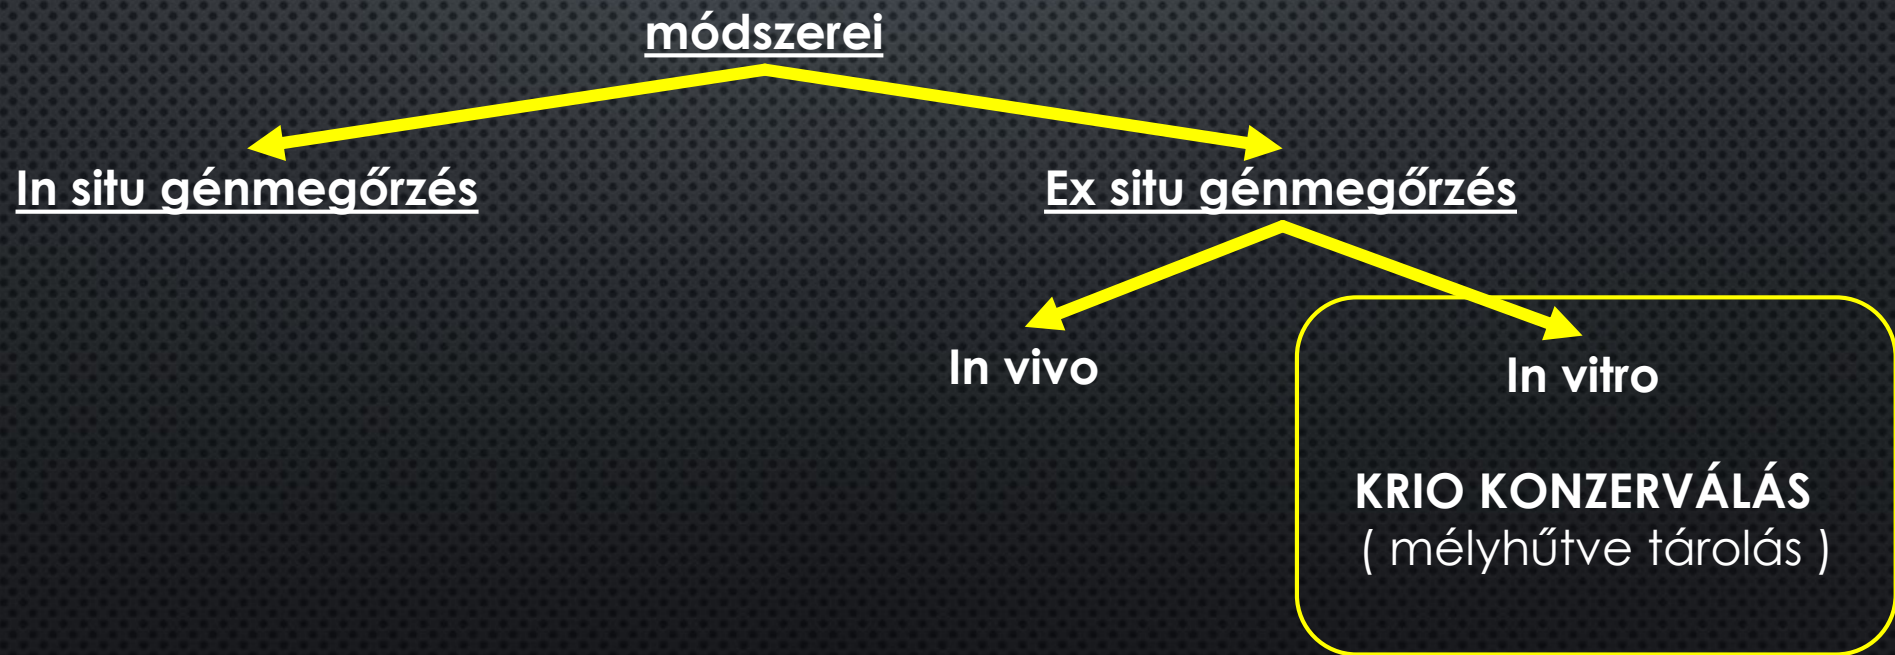 módszerei
In situ génmegőrzés
Ex situ génmegőrzés
In vivo
In vitro
KRIO KONZERVÁLÁS
( mélyhűtve tárolás )